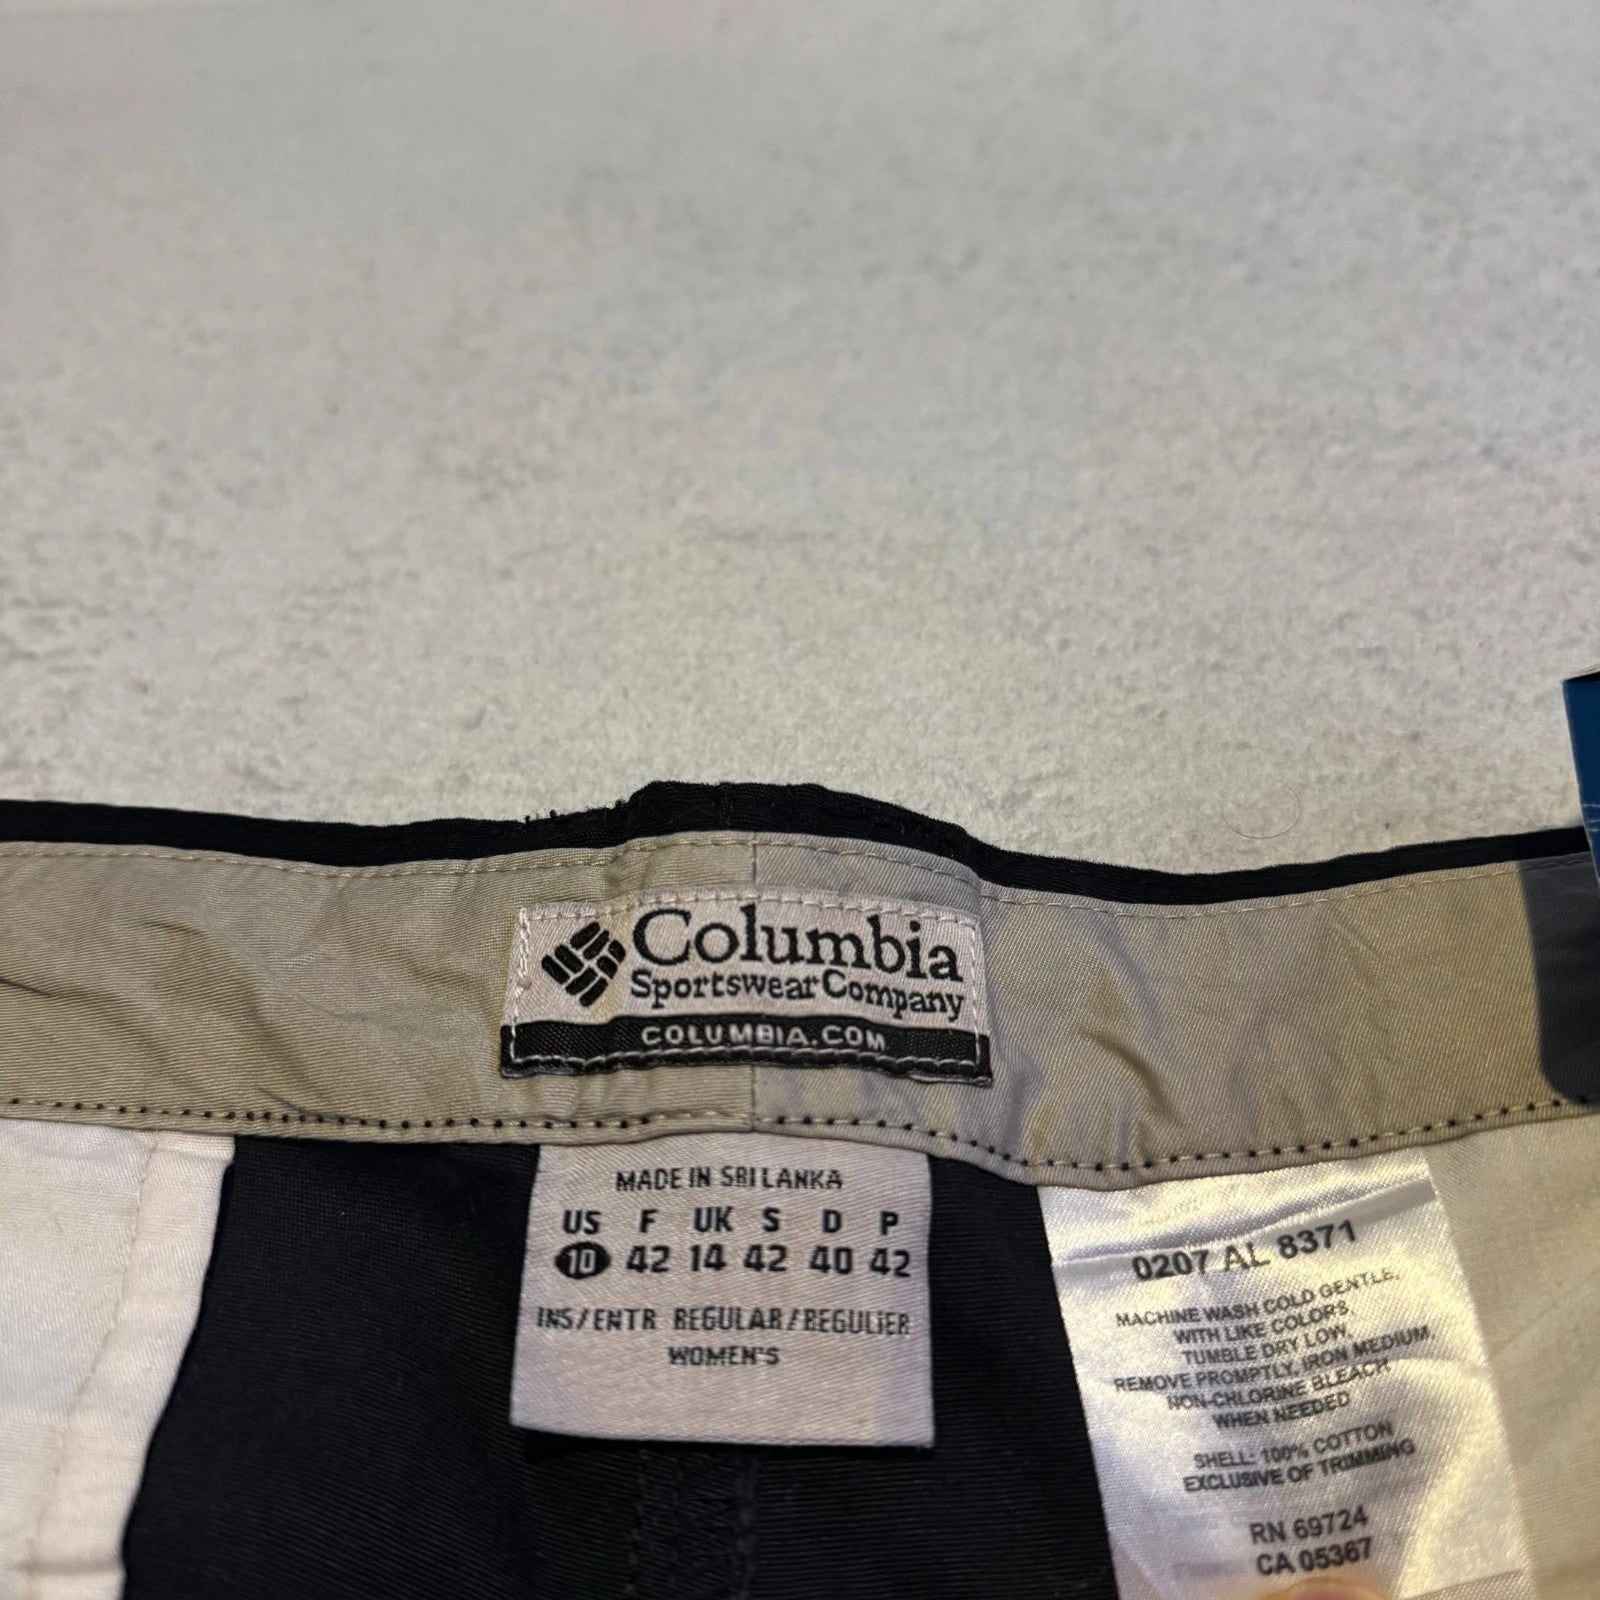 Columbia
Sportswear Company
COLUMBIA.COM
MADE IN SRI LANKA
US F UK S D P
10 42 14 42 40 42
INS/ENTR REGULAR/REGULIER
WOMEN'S
0207 AL 8371
MACHINE WASH COLD GENTLE,
WITH LIKE COLORS,
TUMBLE DRY LOW,
REMOVE PROMPTLY, IRON MEDIUM,
NON-CHLORINE BLEACH
WHEN NEEDED
SHELL: 100% COTTON
EXCLUSIVE OF TRIMMING
RN 69724
CA 05367